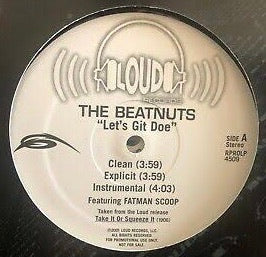 LOUD
RECORDS
THE BEATNUTS
"Let's Git Doe"
SIDE A
Stereo
RPROLP
4509
Clean (3:59)
Explicit (3:59)
Instrumental (4:03)
Featuring FATMAN SCOOP
Taken from the Loud release
Take It Or Squeeze It (1906)
©2001 LOUD RECORDS, LLC.
ALL RIGHTS RESERVED.
FOR PROMOTIONAL USE ONLY.
NOT FOR SALE.